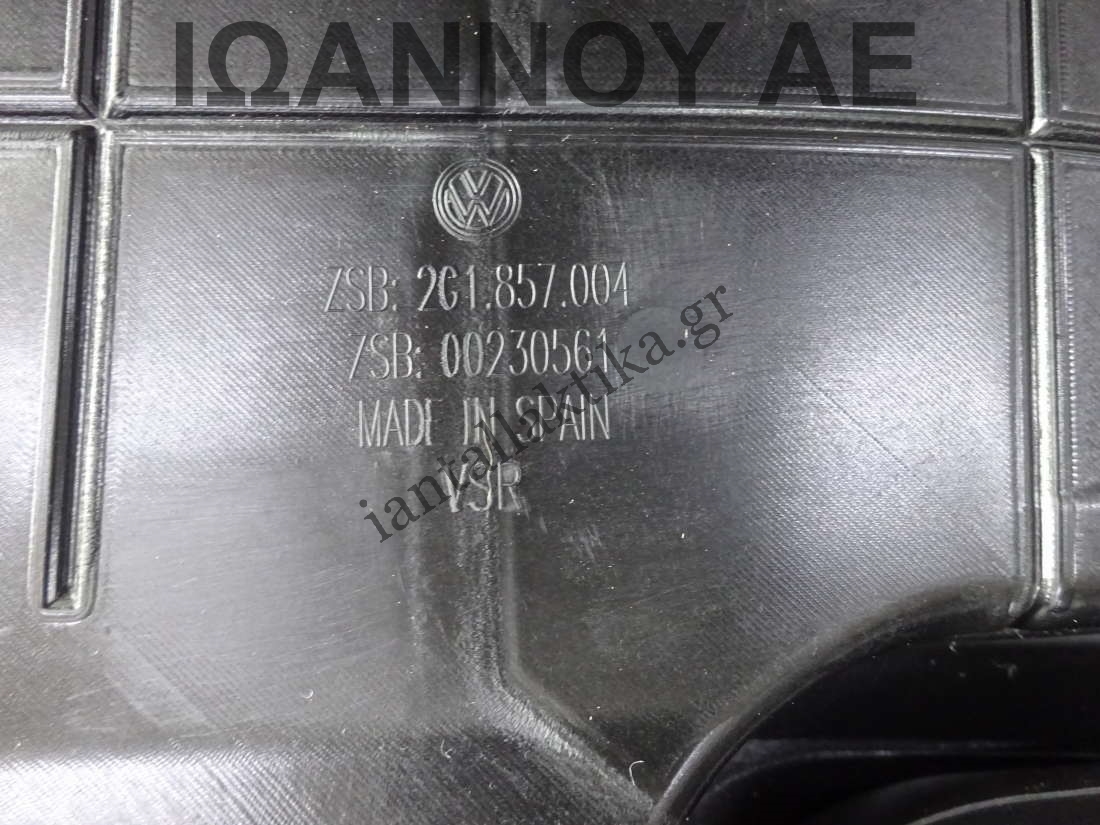 ΙΩΑΝΝΟΥ ΑΕ
ZSB: 2G1.857.004
ZSB: 00230561
MADE IN SPAIN
VSR
iantallaktika.gr